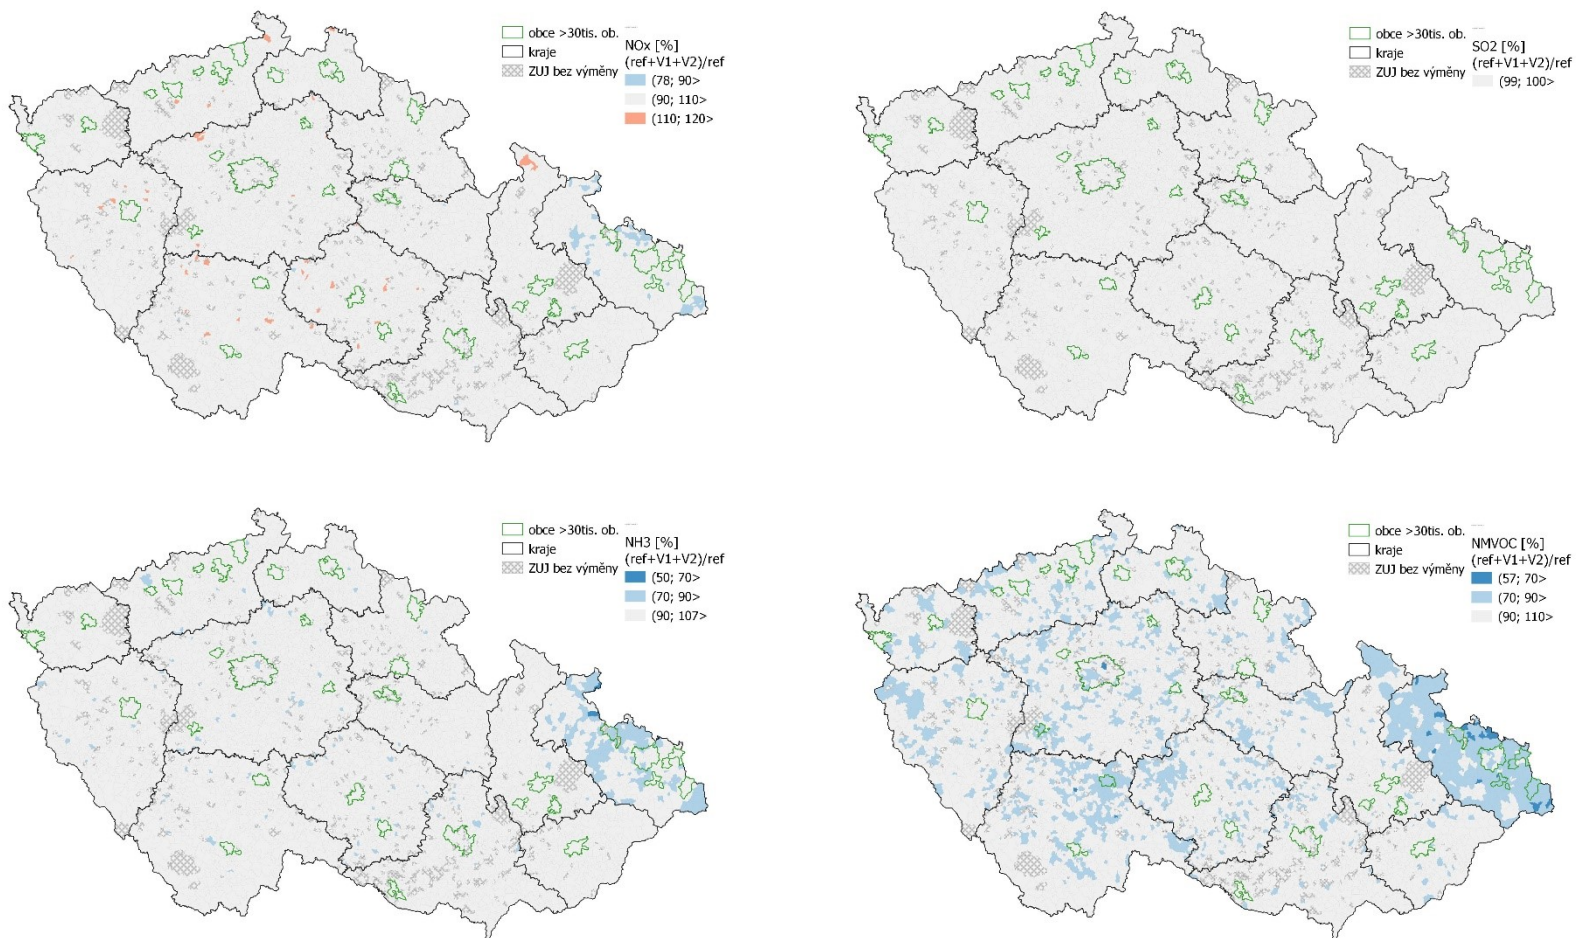 obce >30tis. ob.
kraje
ZUJ bez výměny
NOx [%]
(ref+V1+V2)/ref
(78; 90>
(90; 110>
(110; 120>
obce >30tis. ob.
kraje
ZUJ bez výměny
SO2 [%]
(ref+V1+V2)/ref
(99; 100>
obce >30tis. ob.
kraje
ZUJ bez výměny
NH3 [%]
(ref+V1+V2)/ref
(50; 70>
(70; 90>
(90; 107>
obce >30tis. ob.
kraje
ZUJ bez výměny
NMVOC [%]
(ref+V1+V2)/ref
(57; 70>
(70; 90>
(90; 110>